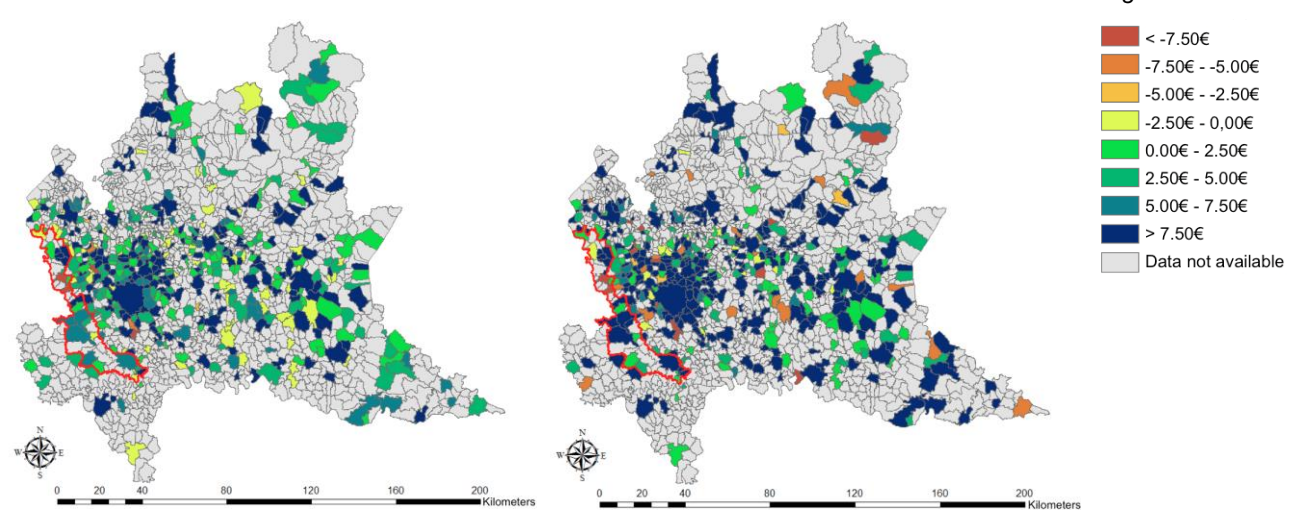 < -7.50€
-7.50€ - -5.00€
-5.00€ - -2.50€
-2.50€ - 0,00€
0.00€ - 2.50€
2.50€ - 5.00€
5.00€ - 7.50€
> 7.50€
Data not available
N
W E
S
0 20 40 80 120 160 200
Kilometers
N
W E
S
0 20 40 80 120 160 200
Kilometers